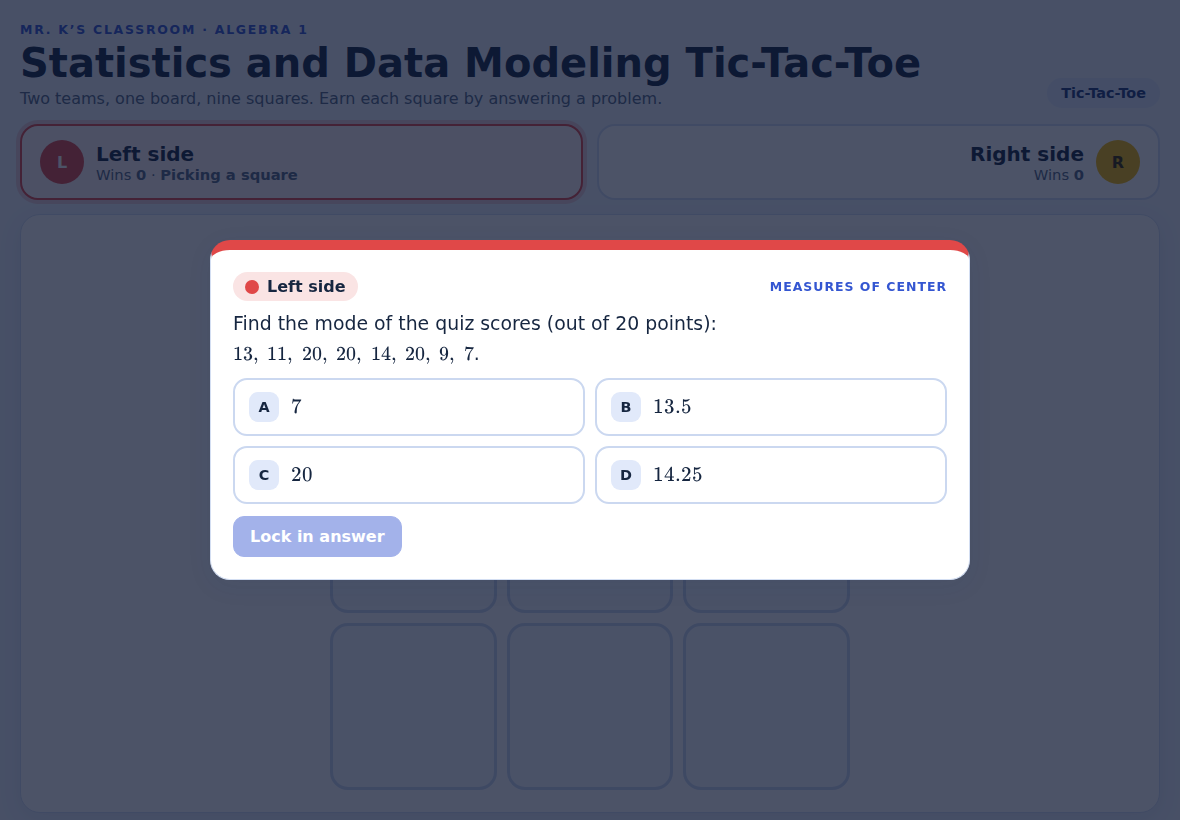 MR. K’S CLASSROOM · ALGEBRA 1
Statistics and Data Modeling Tic-Tac-Toe
Two teams, one board, nine squares. Earn each square by answering a problem.
Tic-Tac-Toe
L
Left side
Wins 0 · Picking a square
Right side
Wins 0
R
Left side
MEASURES OF CENTER
Find the mode of the quiz scores (out of 20 points):
13, 11, 20, 20, 14, 20, 9, 7.
A 7
B 13.5
C 20
D 14.25
Lock in answer